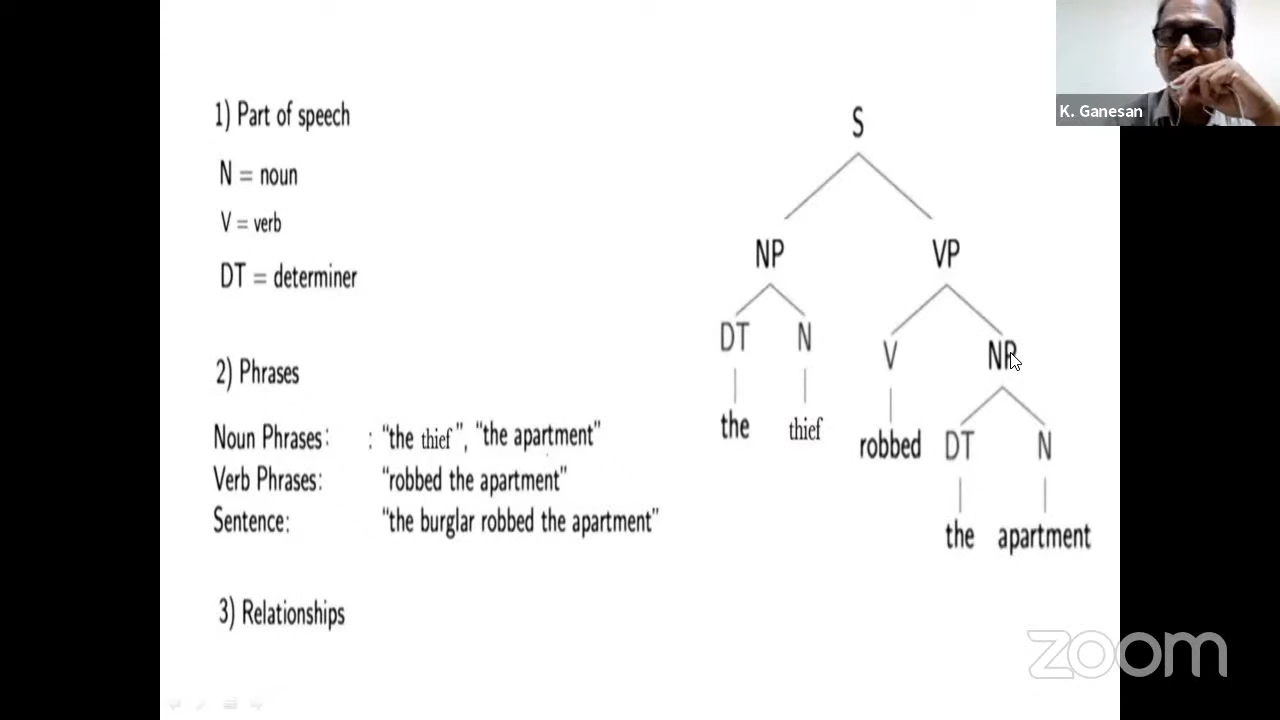 K. Ganesan
1) Part of speech
N = noun
V = verb
DT = determiner
2) Phrases
Noun Phrases: : “the thief”, “the apartment”
Verb Phrases: “robbed the apartment”
Sentence: “the burglar robbed the apartment”
3) Relationships
S
NP VP
DT N V NP
the thief robbed DT N
the apartment
zoom